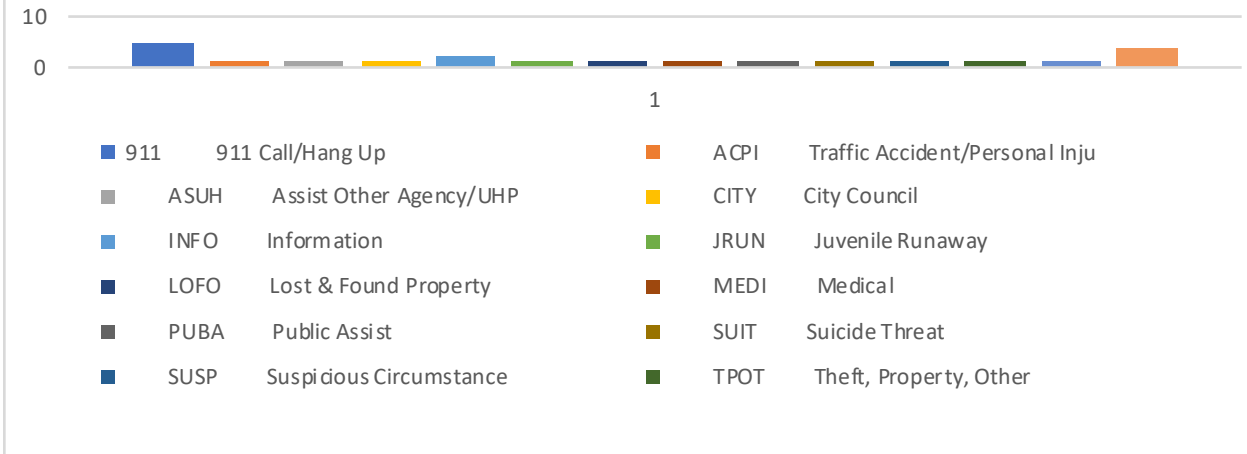 10
0
1
911 911 Call/Hang Up ACPI Traffic Accident/Personal Inju
ASUH Assist Other Agency/UHP CITY City Council
INFO Information JRUN Juvenile Runaway
LOFO Lost & Found Property MEDI Medical
PUBA Public Assist SUIT Suicide Threat
SUSP Suspicious Circumstance TPOT Theft, Property, Other